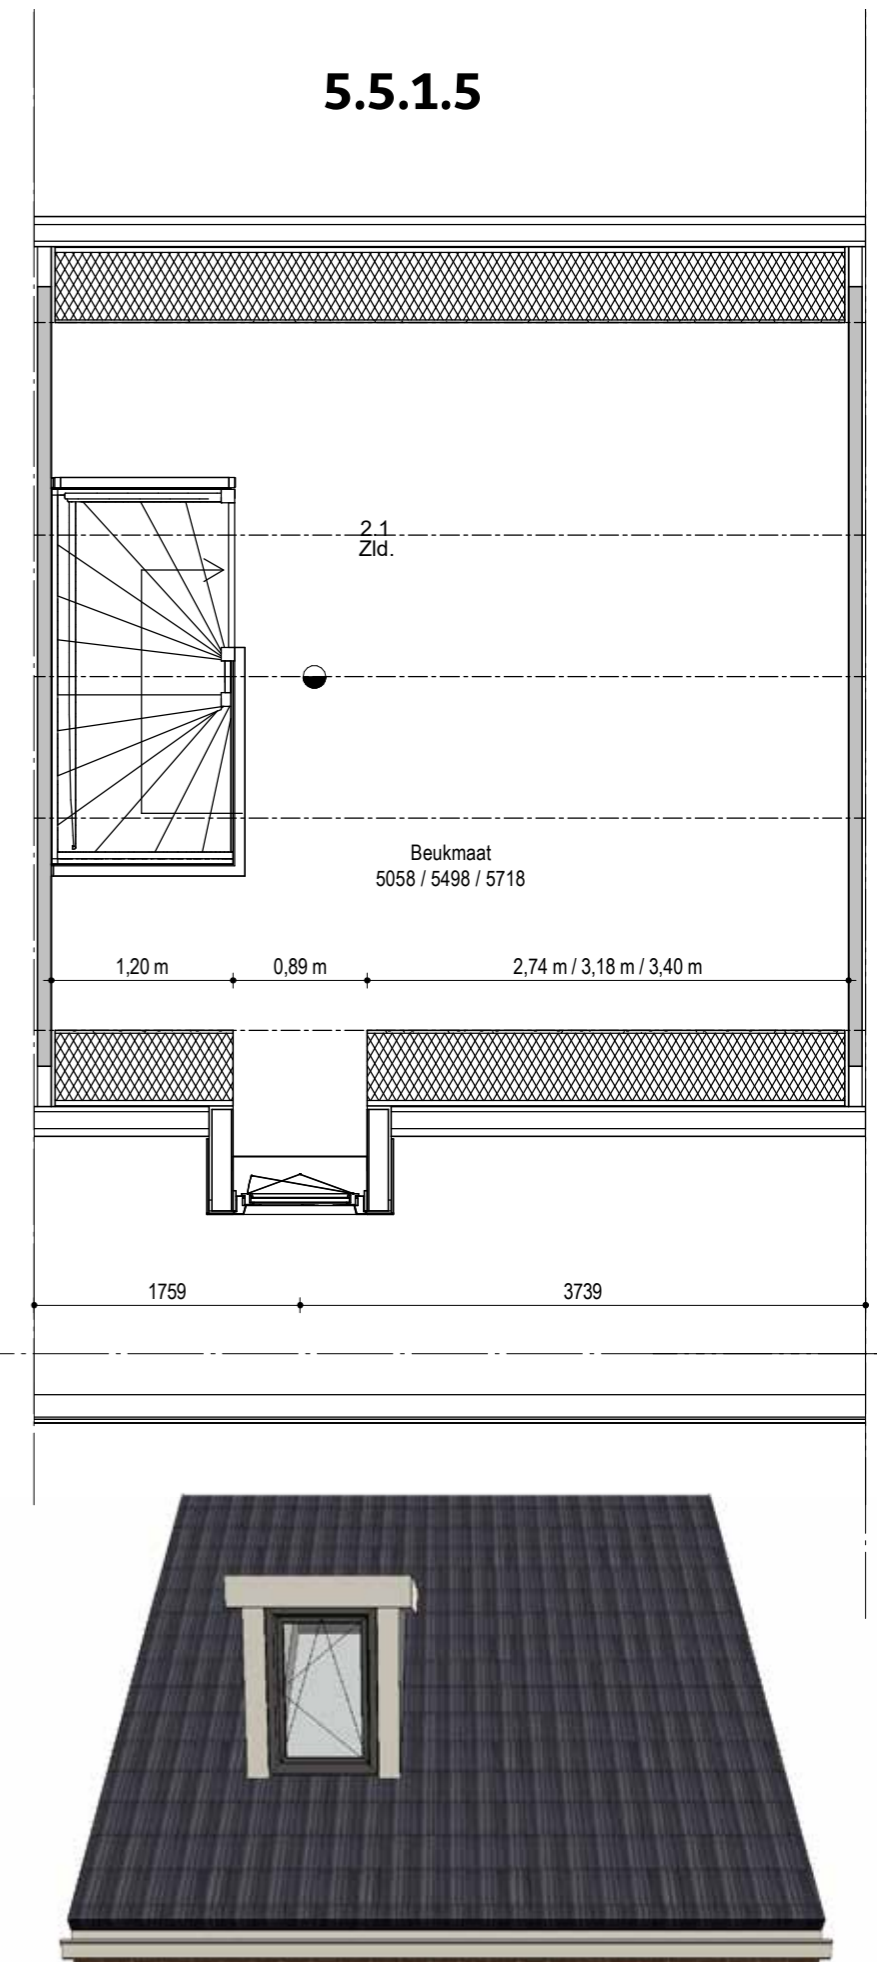 5.5.1.5
2.1
Zld.
Beukmaat
5058 / 5498 / 5718
1,20 m
0,89 m
2,74 m / 3,18 m / 3,40 m
1759
3739